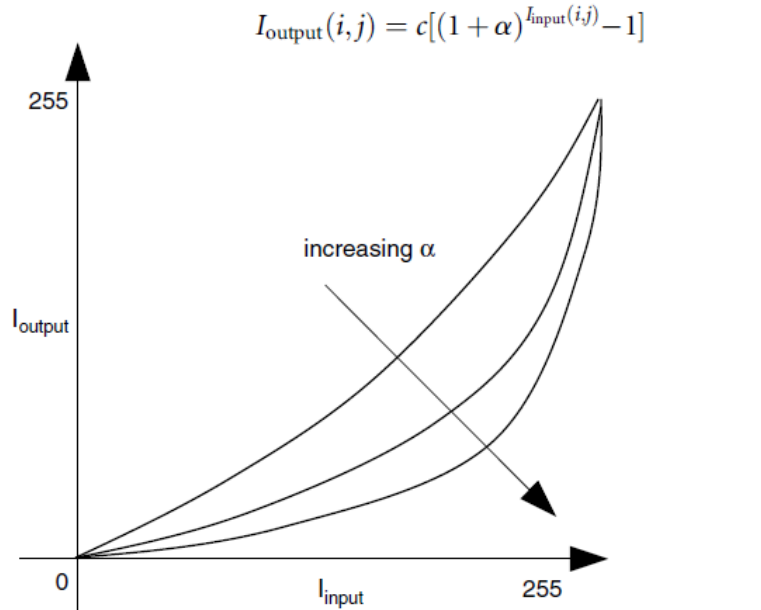 I_output(i,j) = c[(1+α)^{I_input(i,j)}−1]
255
increasing α
I_output
0
I_input
255